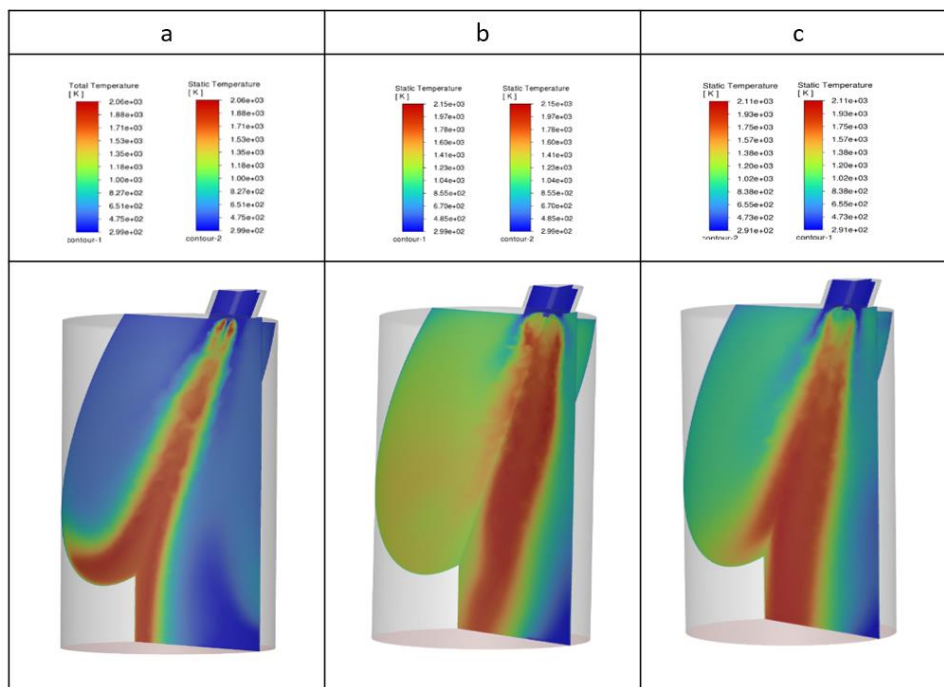 a
b
c
Total Temperature
[ K ]
2.06e+03
1.88e+03
1.71e+03
1.53e+03
1.35e+03
1.18e+03
1.00e+03
8.27e+02
6.51e+02
4.75e+02
2.99e+02
contour-1
Static Temperature
[ K ]
2.06e+03
1.88e+03
1.71e+03
1.53e+03
1.35e+03
1.18e+03
1.00e+03
8.27e+02
6.51e+02
4.75e+02
2.99e+02
contour-2
Static Temperature
[ K ]
2.15e+03
1.97e+03
1.78e+03
1.60e+03
1.41e+03
1.23e+03
1.04e+03
8.55e+02
6.70e+02
4.85e+02
2.99e+02
contour-1
Static Temperature
[ K ]
2.15e+03
1.97e+03
1.78e+03
1.60e+03
1.41e+03
1.23e+03
1.04e+03
8.55e+02
6.70e+02
4.85e+02
2.99e+02
contour-2
Static Temperature
[ K ]
2.11e+03
1.93e+03
1.75e+03
1.57e+03
1.38e+03
1.20e+03
1.02e+03
8.38e+02
6.55e+02
4.73e+02
2.91e+02
contour-2
Static Temperature
[ K ]
2.11e+03
1.93e+03
1.75e+03
1.57e+03
1.38e+03
1.20e+03
1.02e+03
8.38e+02
6.55e+02
4.73e+02
2.91e+02
contour-1